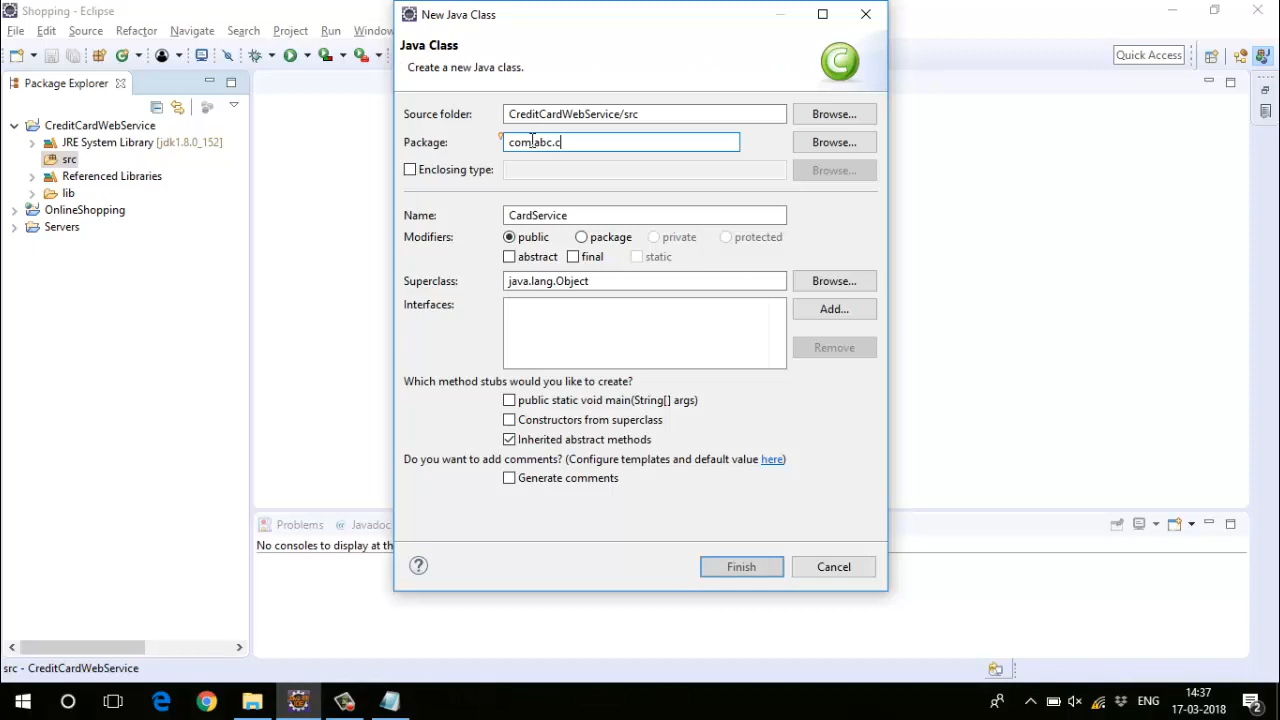 Shopping - Eclipse
File Edit Source Refactor Navigate Search Project Run Window
Quick Access
Package Explorer
CreditCardWebService
JRE System Library [jdk1.8.0_152]
src
Referenced Libraries
lib
OnlineShopping
Servers
New Java Class
Java Class
Create a new Java class.
Source folder: CreditCardWebService/src Browse...
Package: com.abc.c Browse...
Enclosing type: Browse...
Name: CardService
Modifiers: public package private protected
abstract final static
Superclass: java.lang.Object Browse...
Interfaces: Add...
Remove
Which method stubs would you like to create?
public static void main(String[] args)
Constructors from superclass
Inherited abstract methods
Do you want to add comments? (Configure templates and default value here)
Generate comments
Finish Cancel
Problems @ Javadoc
No consoles to display at th
src - CreditCardWebService
ENG
14:37
17-03-2018
2